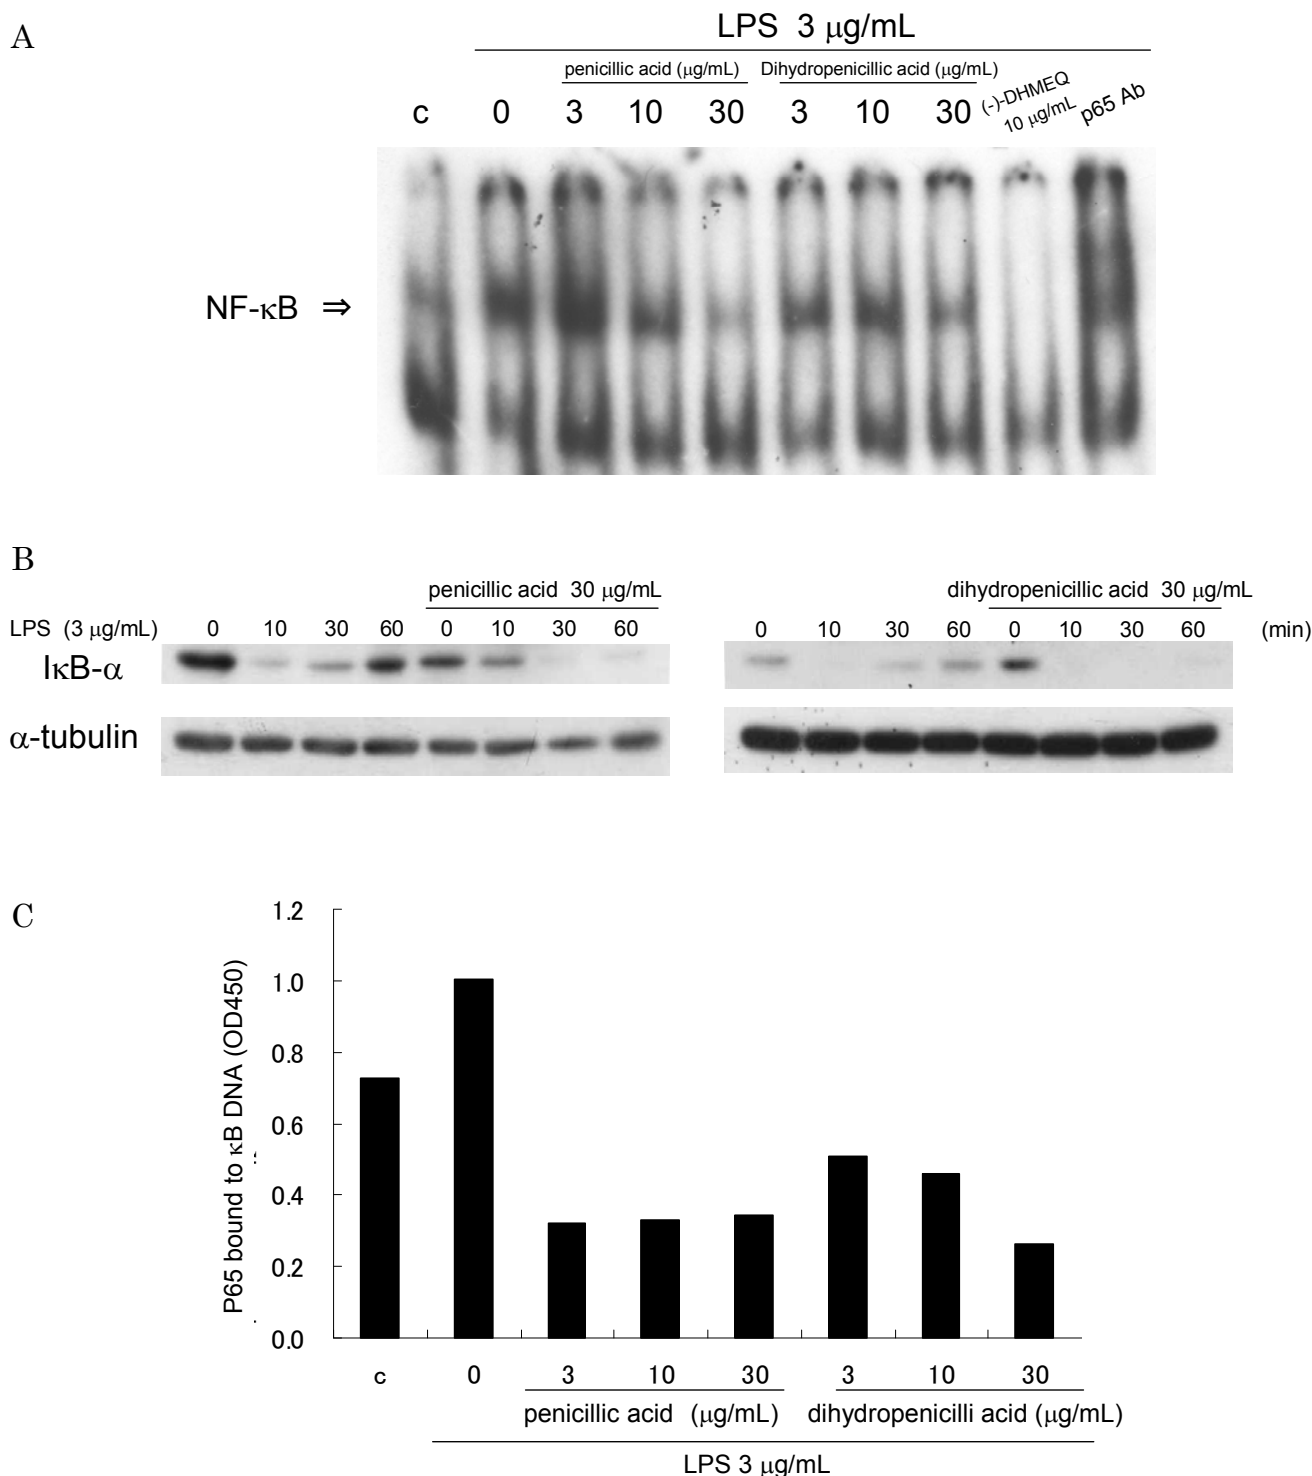 A
LPS 3 μg/mL
penicillic acid (μg/mL) Dihydropenicillic acid (μg/mL)
c 0 3 10 30 3 10 30 (-)-DHMEQ 10 μg/mL p65 Ab
NF-κB ⇒
B
penicillic acid 30 μg/mL dihydropenicillic acid 30 μg/mL
LPS (3 μg/mL) 0 10 30 60 0 10 30 60 0 10 30 60 0 10 30 60 (min)
IκB-α
α-tubulin
C
P65 bound to κB DNA (OD450)
1.2
1.0
0.8
0.6
0.4
0.2
0.0
c 0 3 10 30 3 10 30
penicillic acid (μg/mL) dihydropenicilli acid (μg/mL)
LPS 3 μg/mL